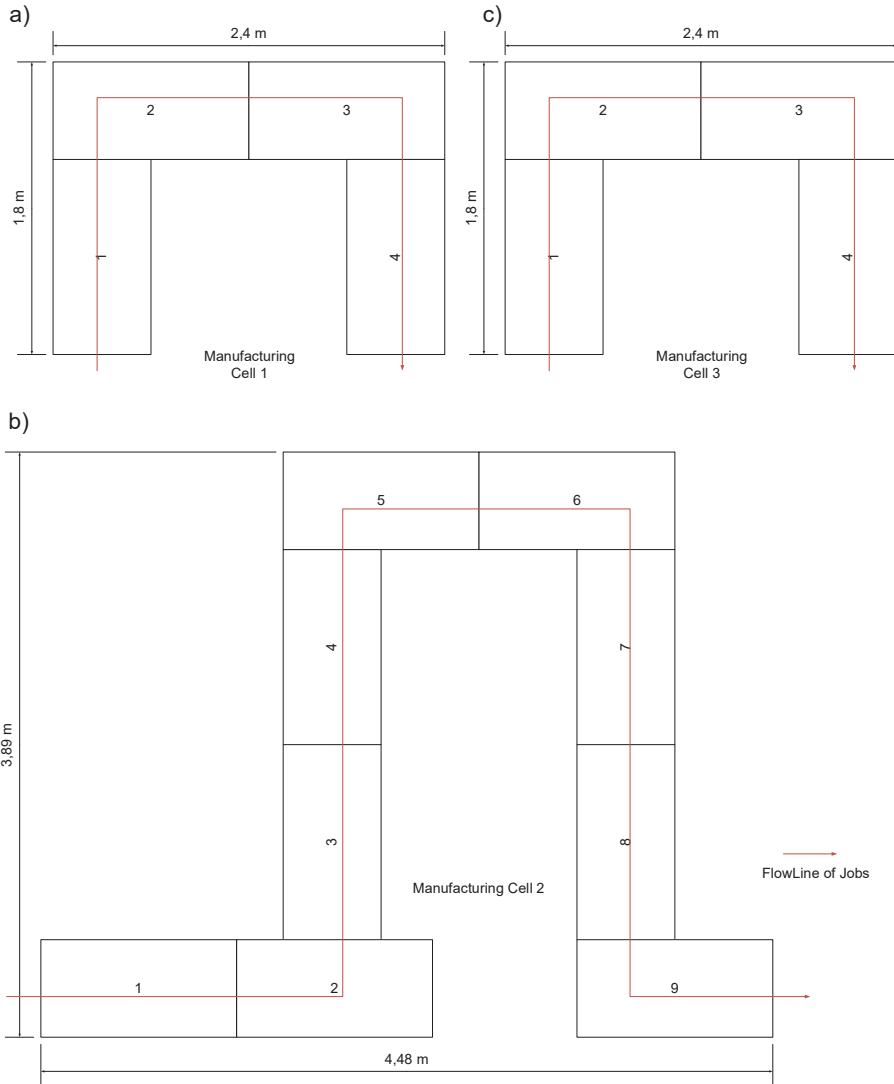 a)
2,4 m
2
3
1,8 m
1
4
Manufacturing
Cell 1
c)
2,4 m
2
3
1,8 m
1
4
Manufacturing
Cell 3
b)
5
6
4
7
3,89 m
3
8
Manufacturing Cell 2
FlowLine of Jobs
1
2
9
4,48 m